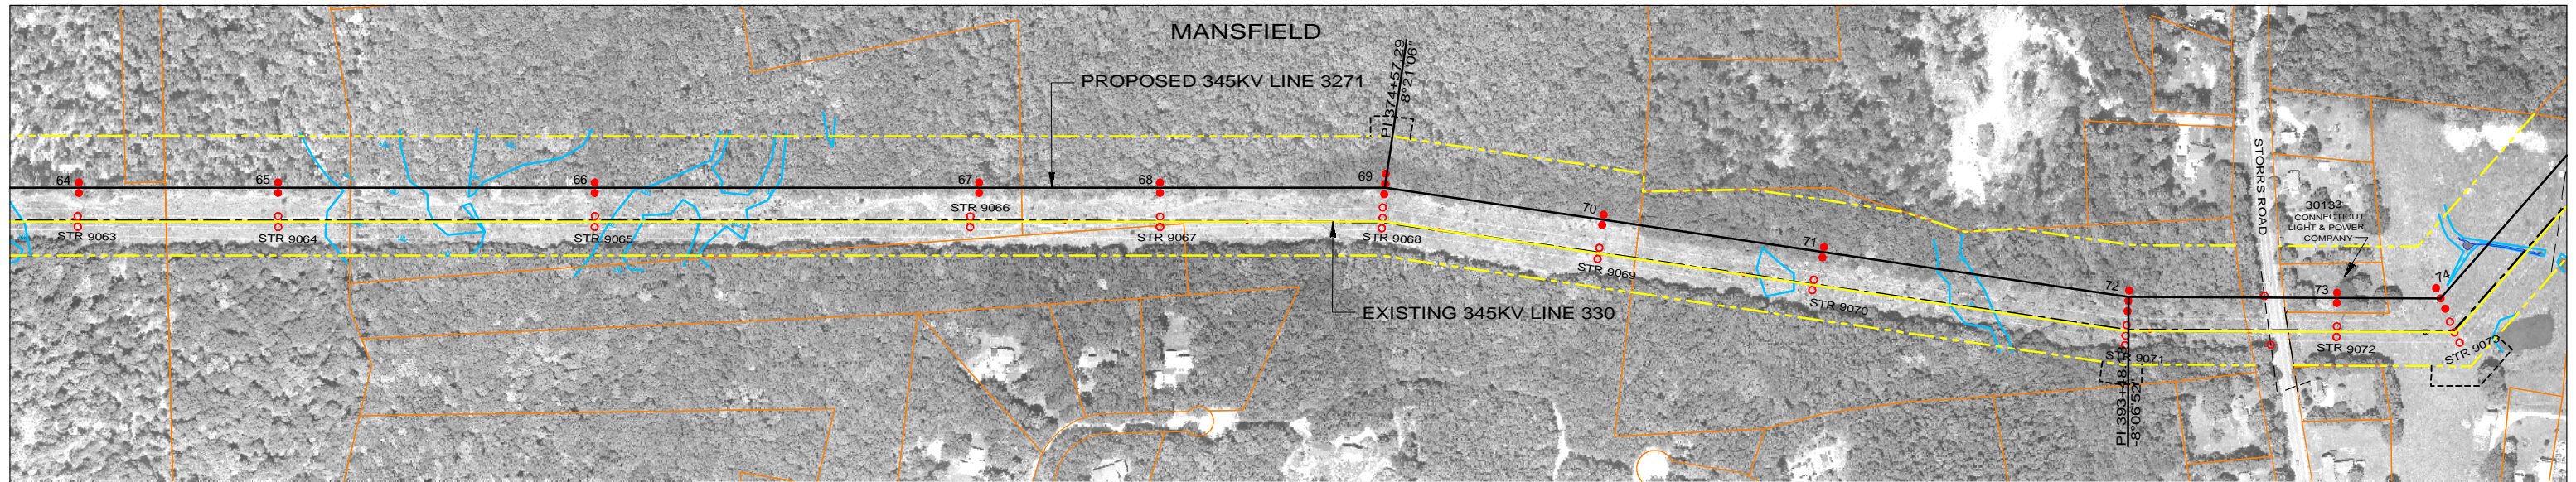 MANSFIELD
PROPOSED 345KV LINE 3271
PI 374+57.29
8°21'06"
64
65
66
67
68
69
70
71
72
73
74
STR 9063
STR 9064
STR 9065
STR 9066
STR 9067
STR 9068
STR 9069
STR 9070
STR 9071
STR 9072
STR 9073
EXISTING 345KV LINE 330
STORRS ROAD
30133
CONNECTICUT
LIGHT & POWER
COMPANY
-8°06'52"